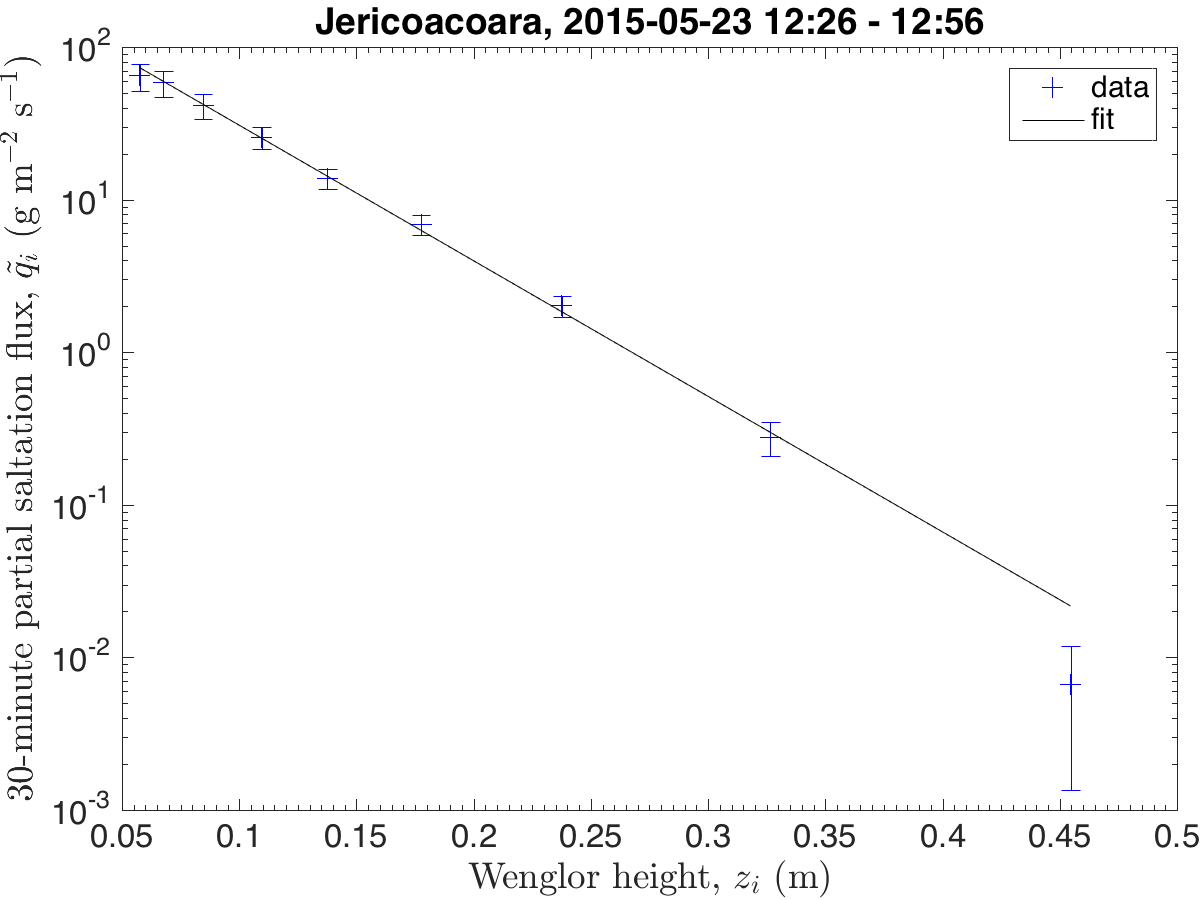 Jericoacoara, 2015-05-23 12:26 - 12:56
30-minute partial saltation flux, q̃ᵢ (g m⁻² s⁻¹)
10²
10¹
10⁰
10⁻¹
10⁻²
10⁻³
data
fit
0.05 0.1 0.15 0.2 0.25 0.3 0.35 0.4 0.45 0.5
Wenglor height, zᵢ (m)